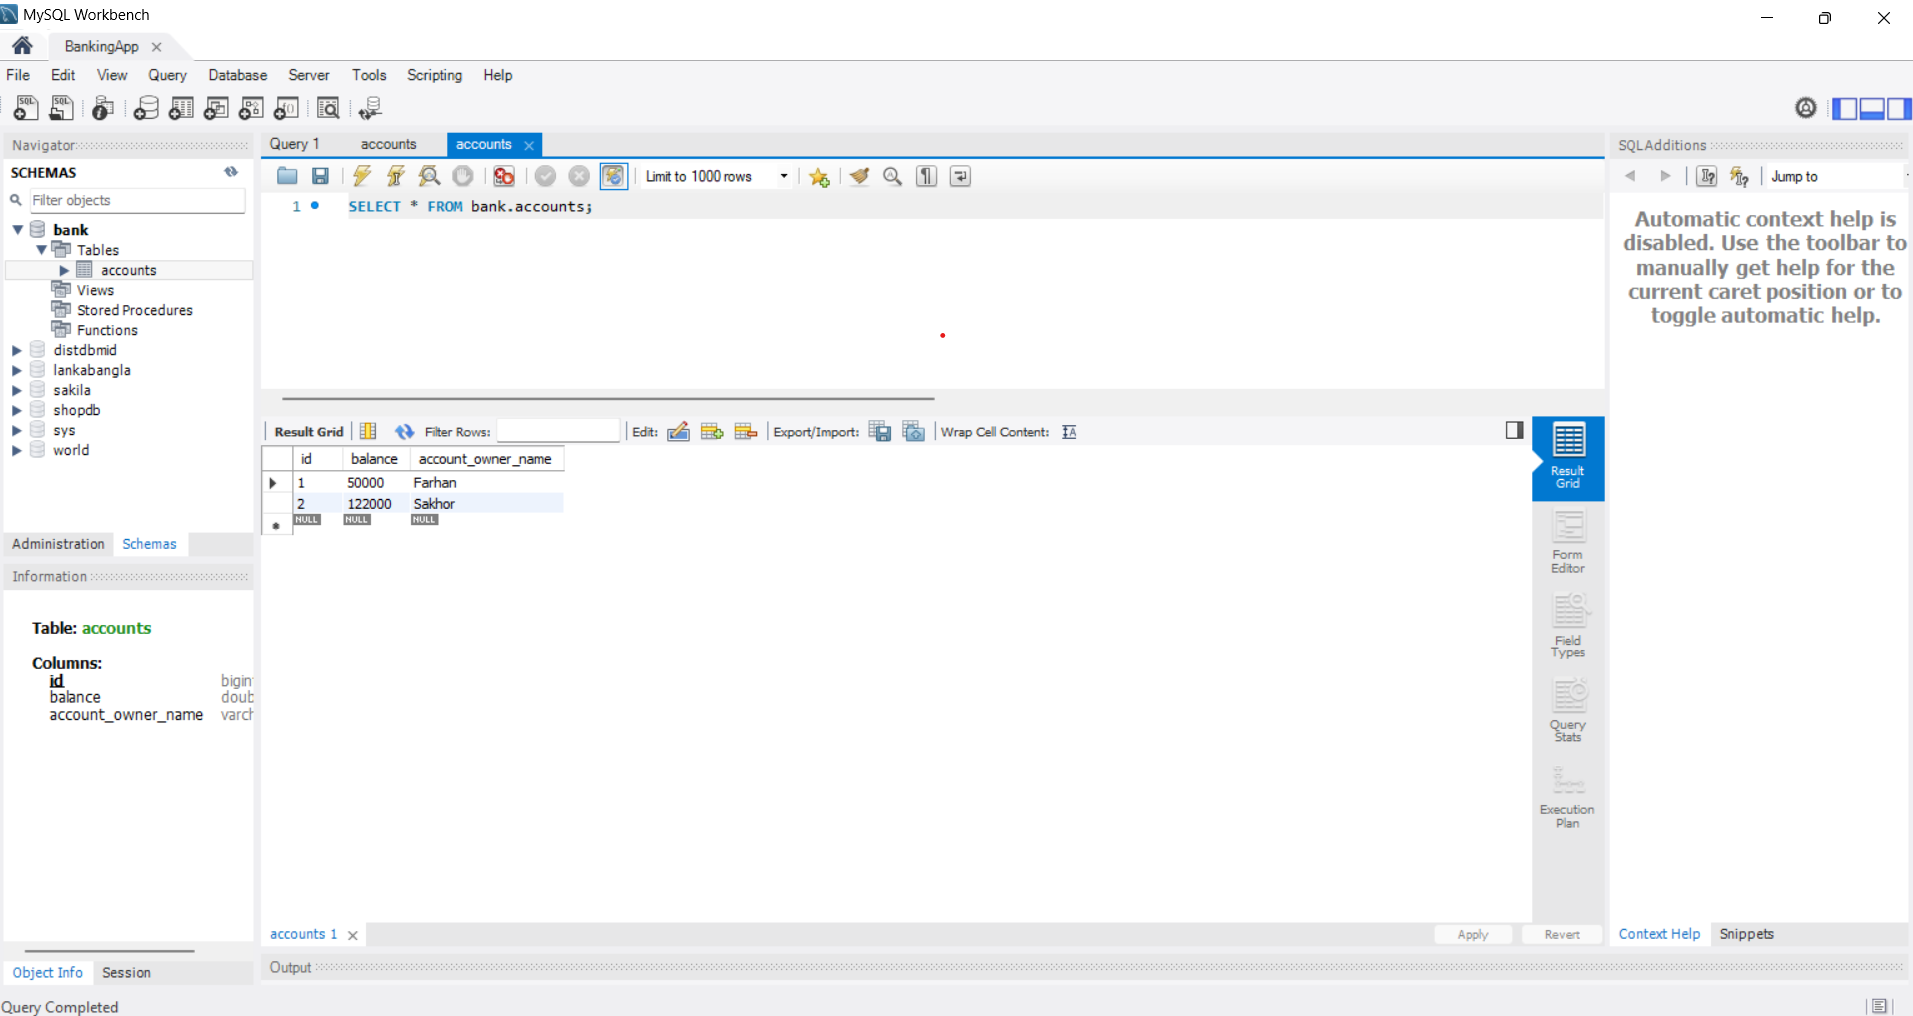 MySQL Workbench
BankingApp
File Edit View Query Database Server Tools Scripting Help
Navigator
SCHEMAS
Filter objects
bank
Tables
accounts
Views
Stored Procedures
Functions
distdbmid
lankabangla
sakila
shopdb
sys
world
Administration Schemas
Information
Table: accounts
Columns:
id bigin
balance doub
account_owner_name varch
Object Info Session
Query 1 accounts accounts
Limit to 1000 rows
1 SELECT * FROM bank.accounts;
Result Grid Filter Rows: Edit: Export/Import: Wrap Cell Content:
id balance account_owner_name
1 50000 Farhan
2 122000 Sakhor
NULL NULL NULL
Result
Grid
Form
Editor
Field
Types
Query
Stats
Execution
Plan
accounts 1 Apply Revert
Output
SQLAdditions
Jump to
Automatic context help is
disabled. Use the toolbar to
manually get help for the
current caret position or to
toggle automatic help.
Context Help Snippets
Query Completed